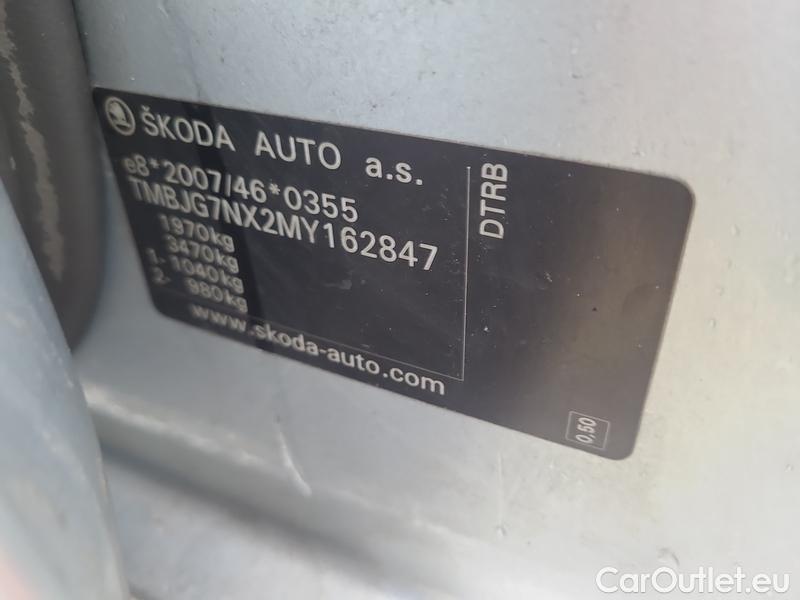 ŠKODA AUTO a.s.
e8*2007/46*0355
TMBJG7NX2MY162847
1970kg
3470kg
1- 1040kg
2- 980kg
www.skoda-auto.com
DTRB
0,50
CarOutlet.eu